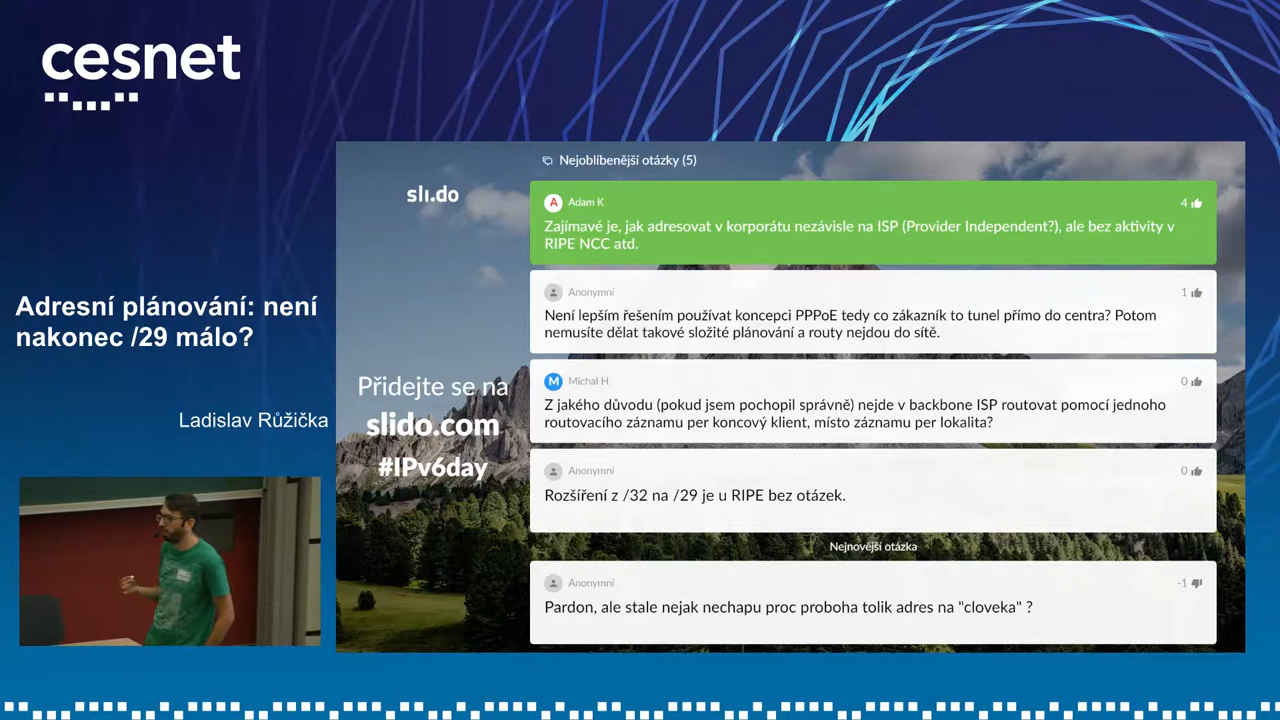 cesnet
Nejoblíbenější otázky (5)
sli.do
A Adam K
4
Zajímavé je, jak adresovat v korporátu nezávisle na ISP (Provider Independent?), ale bez aktivity v
RIPE NCC atd.
Anonymní
1
Není lepším řešením používat koncepci PPPoE tedy co zákazník to tunel přímo do centra? Potom
nemusíte dělat takové složité plánování a routy nejdou do sítě.
Adresní plánování: není
nakonec /29 málo?
Ladislav Růžička
Přidejte se na
slido.com
#IPv6day
M Michal H.
0
Z jakého důvodu (pokud jsem pochopil správně) nejde v backbone ISP routovat pomocí jednoho
routovacího záznamu per koncový klient, místo záznamu per lokalita?
Anonymní
0
Rozšíření z /32 na /29 je u RIPE bez otázek.
Nejnovější otázka
Anonymní
-1
Pardon, ale stale nejak nechapu proc proboha tolik adres na "cloveka" ?